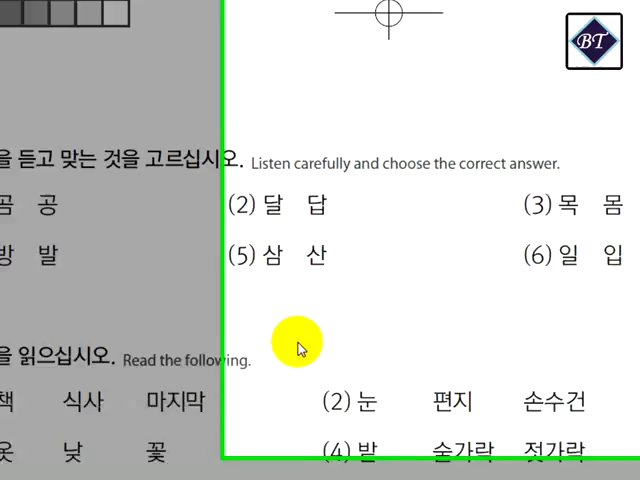 BT
을 듣고 맞는 것을 고르십시오. Listen carefully and choose the correct answer.
곰 공 (2) 달 답 (3) 목 몸
방 발 (5) 삼 산 (6) 일 입
을 읽으십시오. Read the following.
책 식사 마지막 (2) 눈 편지 손수건
옷 낮 꽃 (4) 밭 숟가락 젓가락